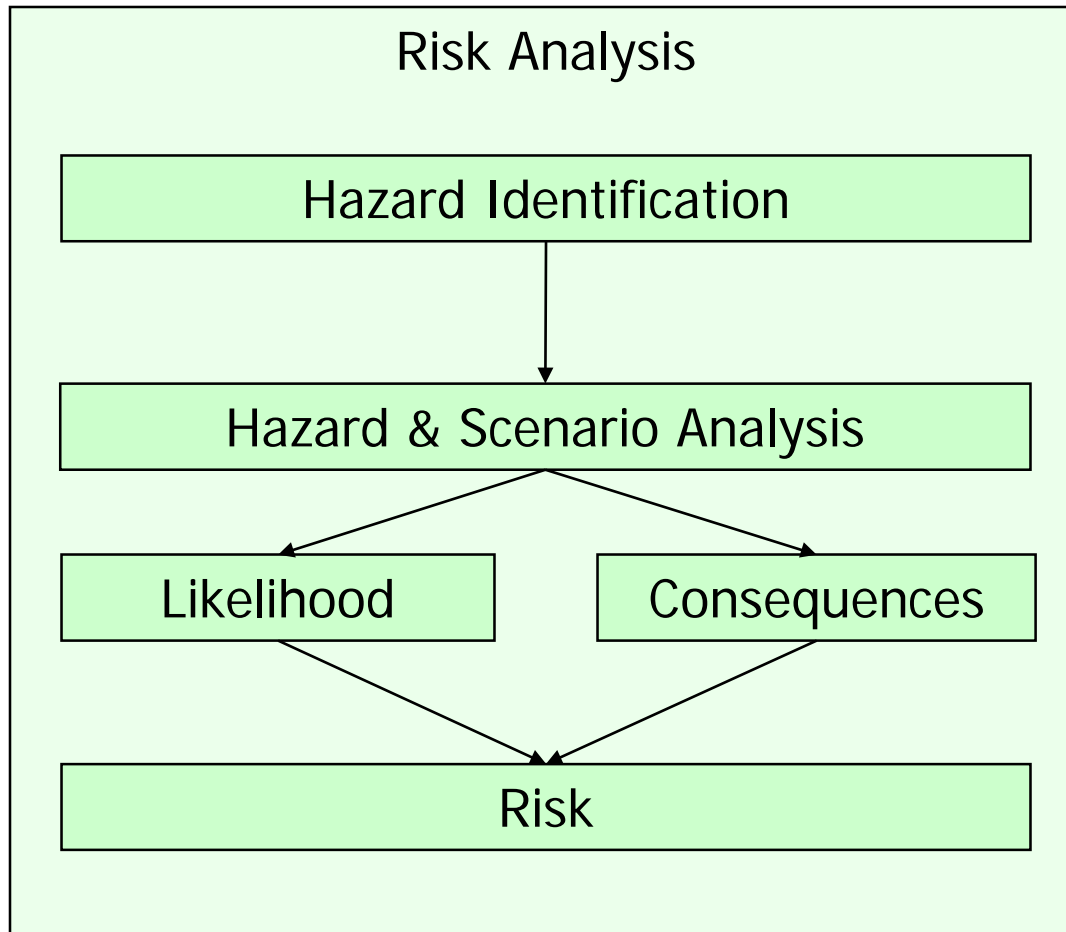 Risk Analysis
Hazard Identification
Hazard & Scenario Analysis
Likelihood
Consequences
Risk